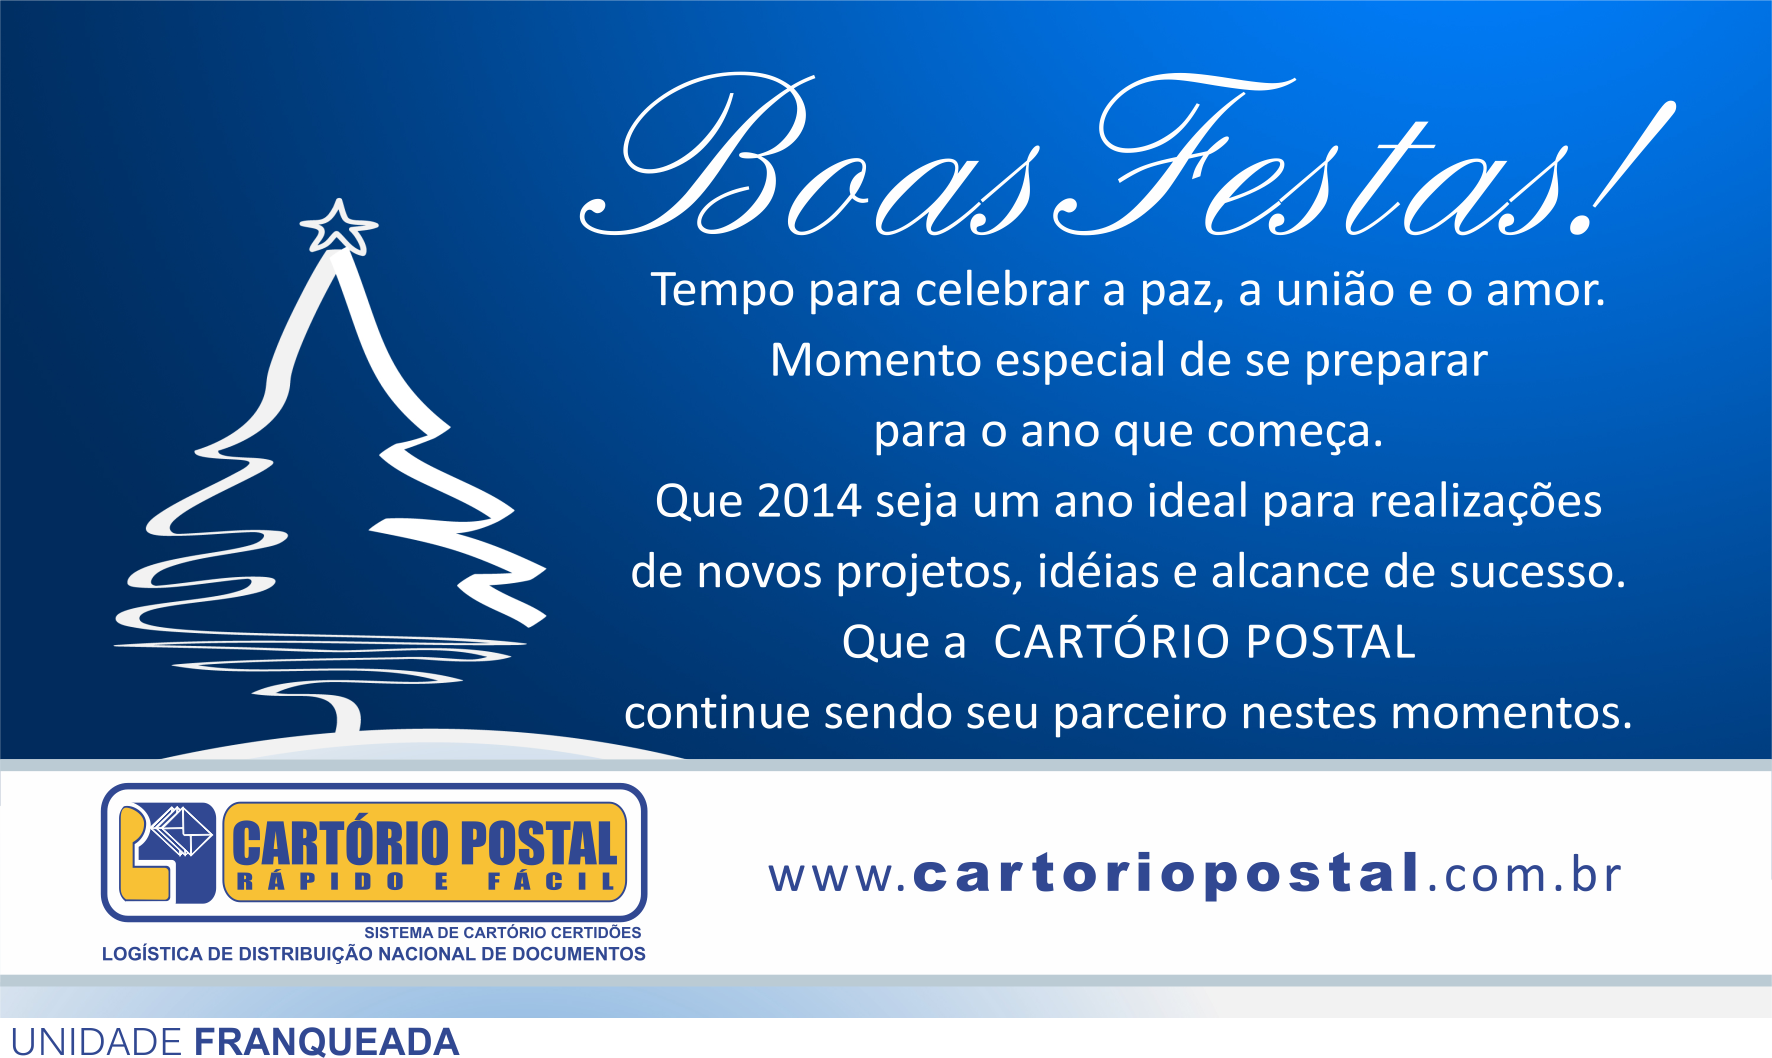 Boas Festas!
Tempo para celebrar a paz, a união e o amor.
Momento especial de se preparar
para o ano que começa.
Que 2014 seja um ano ideal para realizações
de novos projetos, idéias e alcance de sucesso.
Que a CARTÓRIO POSTAL
continue sendo seu parceiro nestes momentos.
CARTÓRIO POSTAL
RÁPIDO E FÁCIL
SISTEMA DE CARTÓRIO CERTIDÕES
LOGÍSTICA DE DISTRIBUIÇÃO NACIONAL DE DOCUMENTOS
www.cartoriopostal.com.br
UNIDADE FRANQUEADA